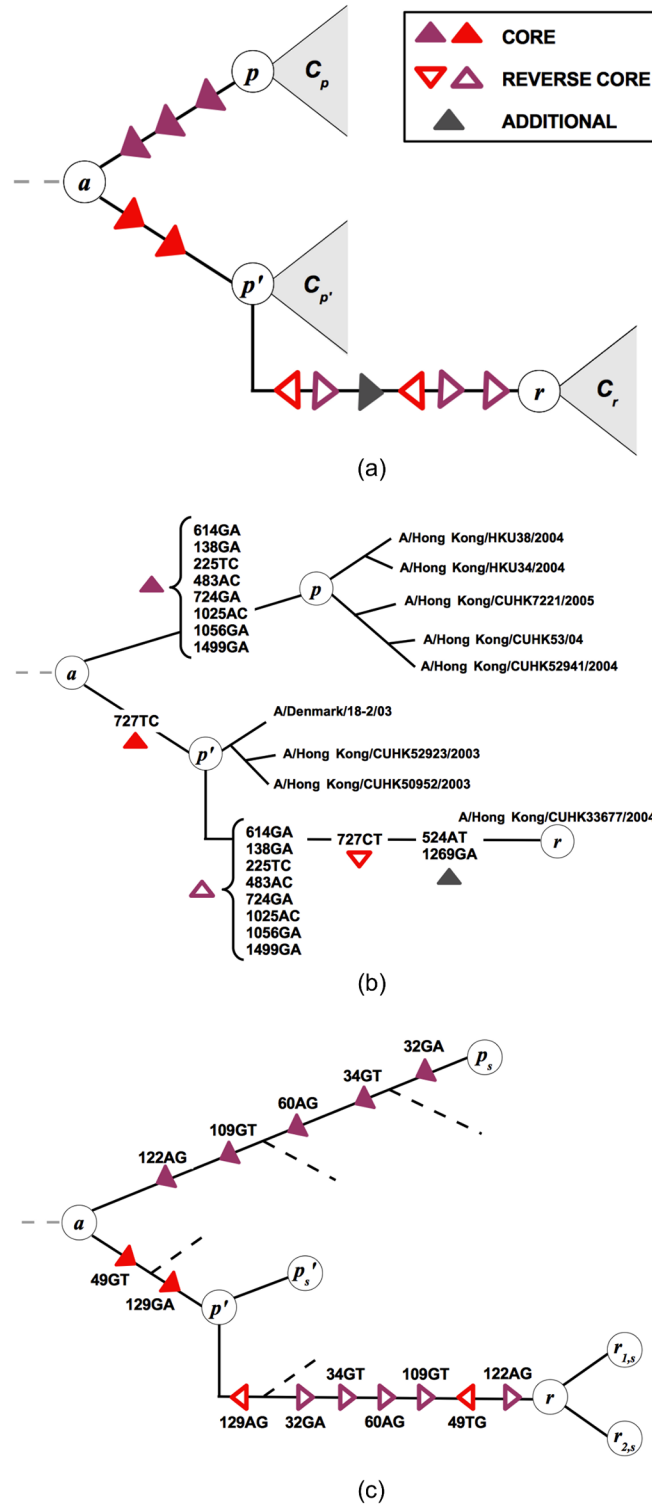 CORE
REVERSE CORE
ADDITIONAL
p
C_p
a
p'
C_p'
r
C_r
(a)
614GA
138GA
225TC
483AC
724GA
1025AC
1056GA
1499GA
p
A/Hong Kong/HKU38/2004
A/Hong Kong/HKU34/2004
A/Hong Kong/CUHK7221/2005
A/Hong Kong/CUHK53/04
A/Hong Kong/CUHK52941/2004
a
727TC
p'
A/Denmark/18-2/03
A/Hong Kong/CUHK52923/2003
A/Hong Kong/CUHK50952/2003
A/Hong Kong/CUHK33677/2004
614GA
138GA
225TC
483AC
724GA
1025AC
1056GA
1499GA
727CT
524AT
1269GA
r
(b)
32GA
p_s
34GT
60AG
109GT
122AG
a
49GT
129GA
p'
p_s'
34GT
109GT
122AG
129AG
32GA
60AG
49TG
r
r_1,s
r_2,s
(c)